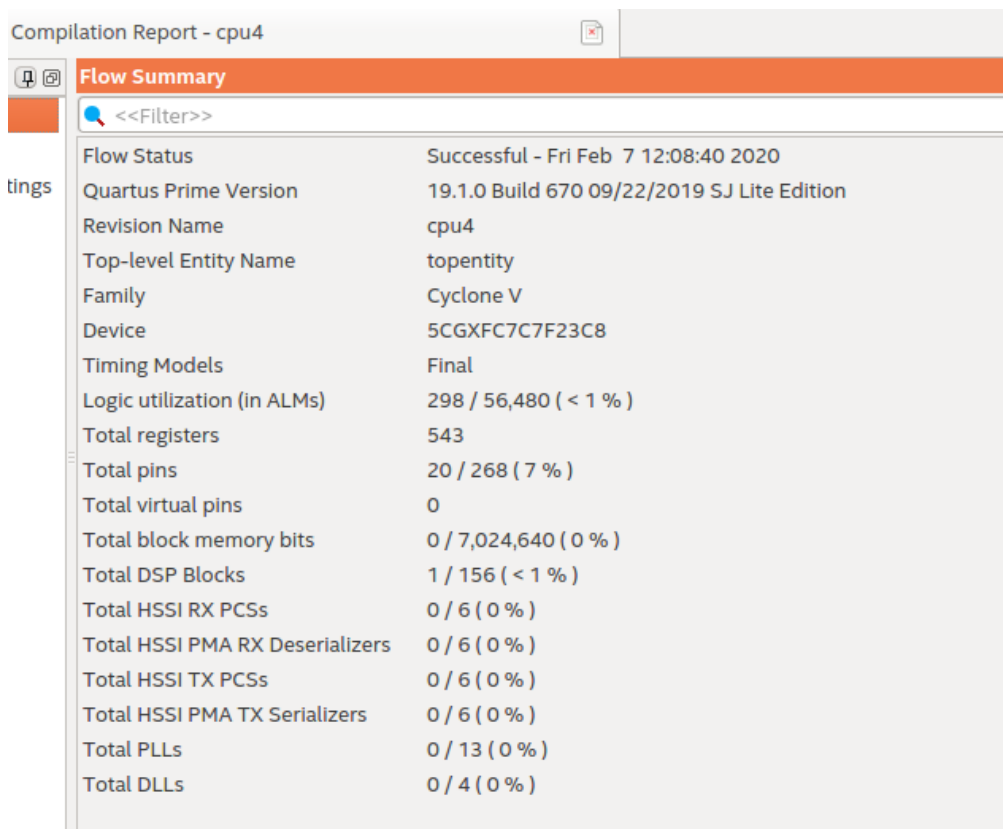 Compilation Report - cpu4
Flow Summary
<<Filter>>
tings
Flow Status Successful - Fri Feb 7 12:08:40 2020
Quartus Prime Version 19.1.0 Build 670 09/22/2019 SJ Lite Edition
Revision Name cpu4
Top-level Entity Name topentity
Family Cyclone V
Device 5CGXFC7C7F23C8
Timing Models Final
Logic utilization (in ALMs) 298 / 56,480 ( < 1 % )
Total registers 543
Total pins 20 / 268 ( 7 % )
Total virtual pins 0
Total block memory bits 0 / 7,024,640 ( 0 % )
Total DSP Blocks 1 / 156 ( < 1 % )
Total HSSI RX PCSs 0 / 6 ( 0 % )
Total HSSI PMA RX Deserializers 0 / 6 ( 0 % )
Total HSSI TX PCSs 0 / 6 ( 0 % )
Total HSSI PMA TX Serializers 0 / 6 ( 0 % )
Total PLLs 0 / 13 ( 0 % )
Total DLLs 0 / 4 ( 0 % )